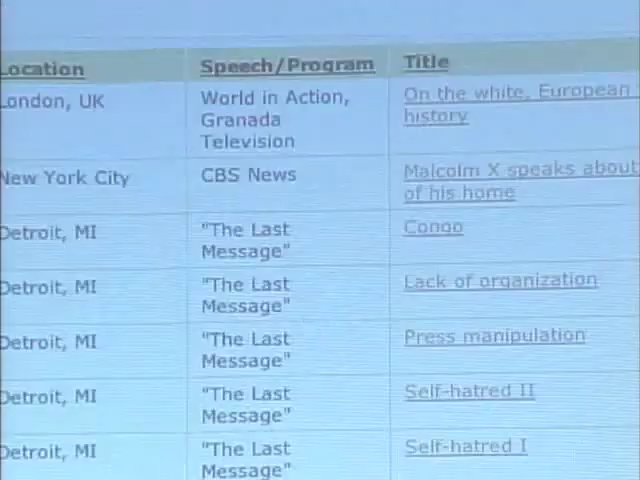 Location Speech/Program Title
London, UK World in Action, On the white, European
Granada history
Television
New York City CBS News Malcolm X speaks about
of his home
Detroit, MI "The Last Congo
Message"
Detroit, MI "The Last Lack of organization
Message"
Detroit, MI "The Last Press manipulation
Message"
Detroit, MI "The Last Self-hatred II
Message"
Detroit, MI "The Last Self-hatred I
Message"